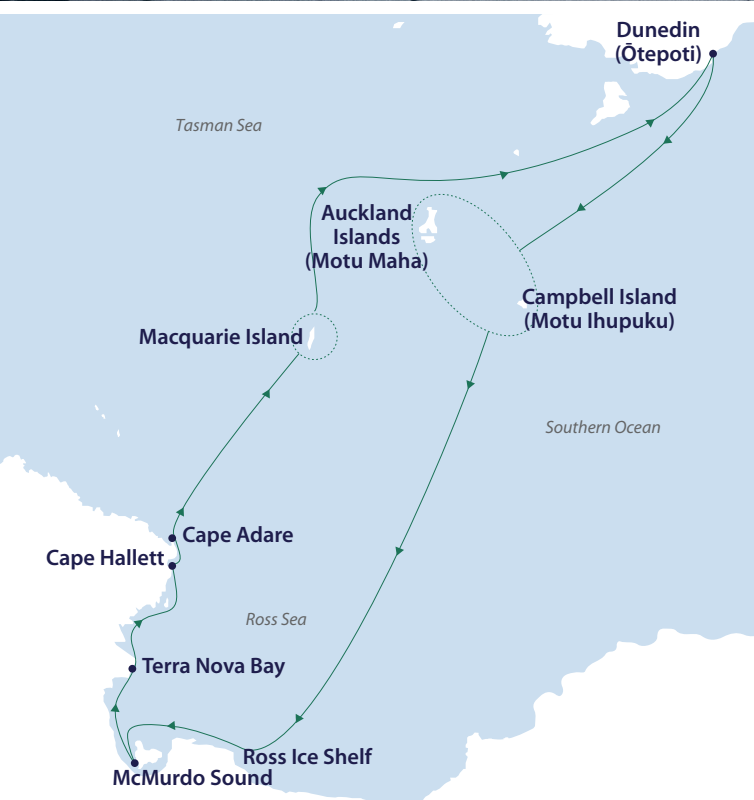 Dunedin
(Ōtepoti)
Tasman Sea
Auckland
Islands
(Motu Maha)
Campbell Island
(Motu Ihupuku)
Macquarie Island
Southern Ocean
Cape Adare
Cape Hallett
Ross Sea
Terra Nova Bay
Ross Ice Shelf
McMurdo Sound